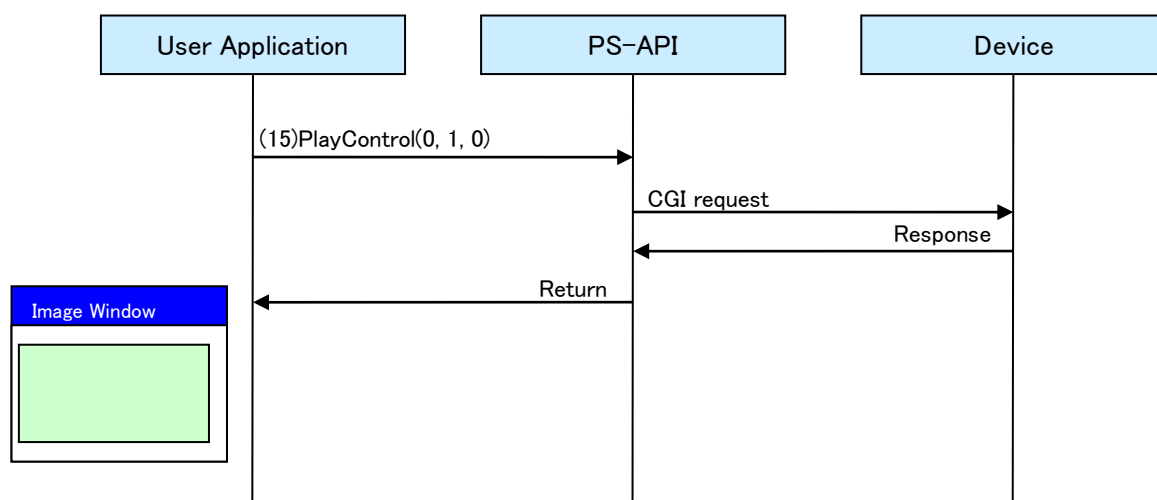 User Application
PS-API
Device
(15)PlayControl(0, 1, 0)
CGI request
Response
Return
Image Window